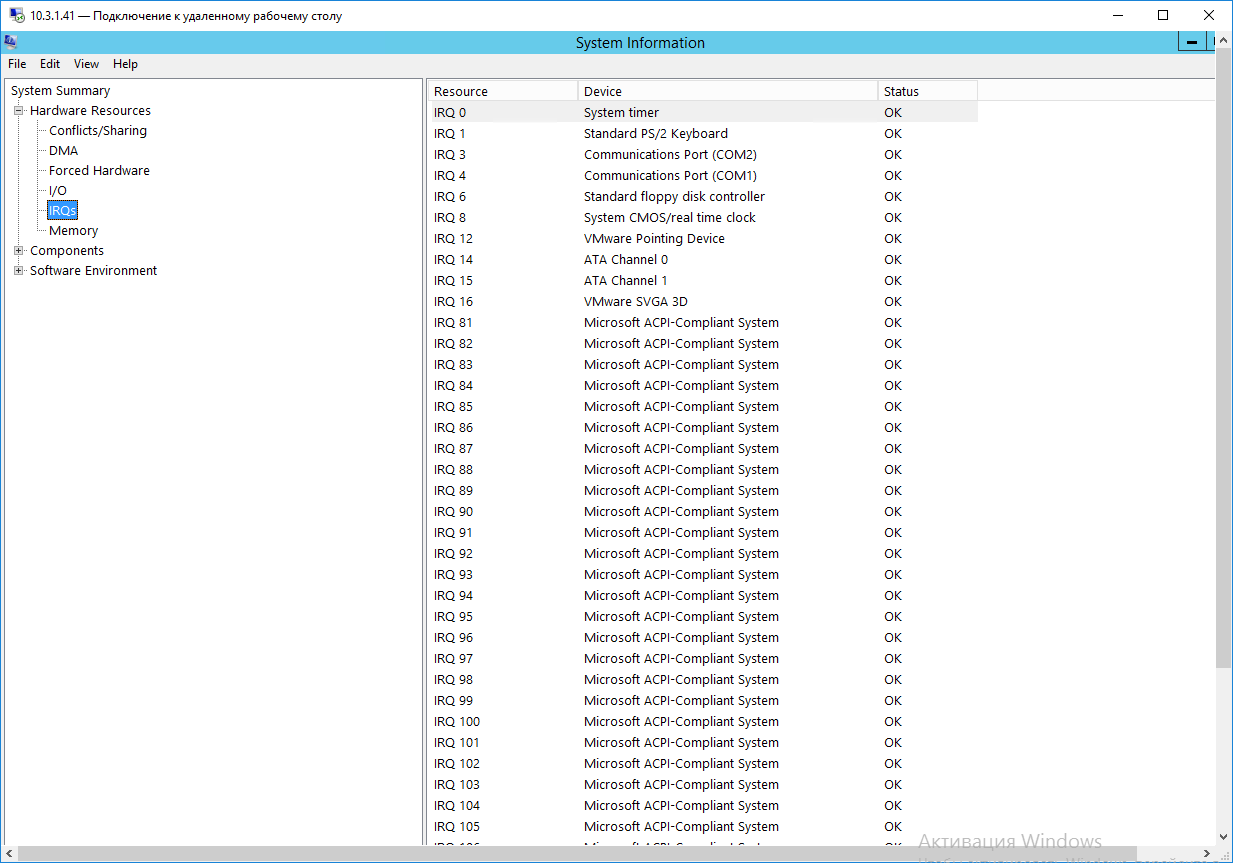 10.3.1.41 — Подключение к удаленному рабочему столу
System Information
File Edit View Help
System Summary
Hardware Resources
Conflicts/Sharing
DMA
Forced Hardware
I/O
IRQs
Memory
Components
Software Environment
Resource Device Status
IRQ 0 System timer OK
IRQ 1 Standard PS/2 Keyboard OK
IRQ 3 Communications Port (COM2) OK
IRQ 4 Communications Port (COM1) OK
IRQ 6 Standard floppy disk controller OK
IRQ 8 System CMOS/real time clock OK
IRQ 12 VMware Pointing Device OK
IRQ 14 ATA Channel 0 OK
IRQ 15 ATA Channel 1 OK
IRQ 16 VMware SVGA 3D OK
IRQ 81 Microsoft ACPI-Compliant System OK
IRQ 82 Microsoft ACPI-Compliant System OK
IRQ 83 Microsoft ACPI-Compliant System OK
IRQ 84 Microsoft ACPI-Compliant System OK
IRQ 85 Microsoft ACPI-Compliant System OK
IRQ 86 Microsoft ACPI-Compliant System OK
IRQ 87 Microsoft ACPI-Compliant System OK
IRQ 88 Microsoft ACPI-Compliant System OK
IRQ 89 Microsoft ACPI-Compliant System OK
IRQ 90 Microsoft ACPI-Compliant System OK
IRQ 91 Microsoft ACPI-Compliant System OK
IRQ 92 Microsoft ACPI-Compliant System OK
IRQ 93 Microsoft ACPI-Compliant System OK
IRQ 94 Microsoft ACPI-Compliant System OK
IRQ 95 Microsoft ACPI-Compliant System OK
IRQ 96 Microsoft ACPI-Compliant System OK
IRQ 97 Microsoft ACPI-Compliant System OK
IRQ 98 Microsoft ACPI-Compliant System OK
IRQ 99 Microsoft ACPI-Compliant System OK
IRQ 100 Microsoft ACPI-Compliant System OK
IRQ 101 Microsoft ACPI-Compliant System OK
IRQ 102 Microsoft ACPI-Compliant System OK
IRQ 103 Microsoft ACPI-Compliant System OK
IRQ 104 Microsoft ACPI-Compliant System OK
IRQ 105 Microsoft ACPI-Compliant System OK
Активация Windows